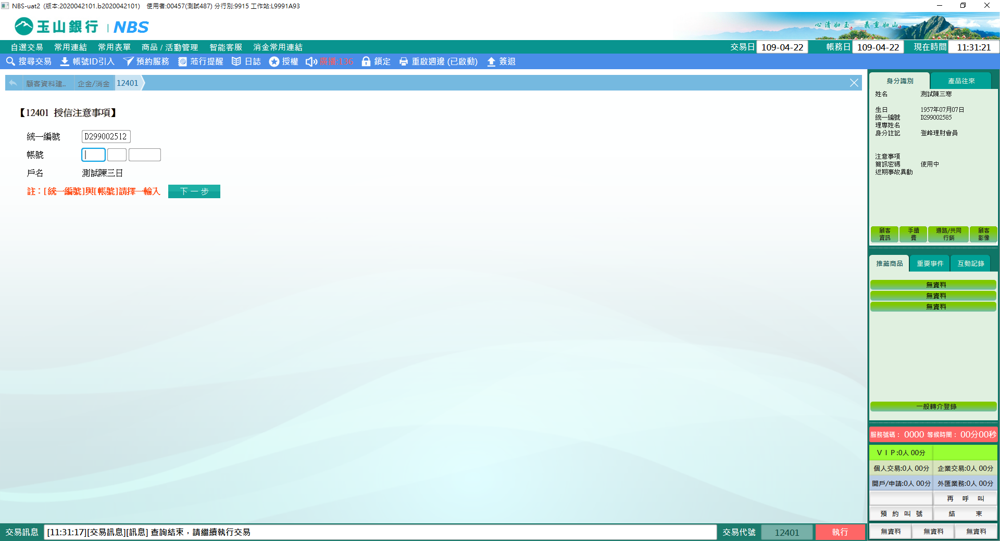 NBS-uat2 (版本:2020042101.b2020042101) 使用者:00457(測試487) 分行別:9915 工作站:L9991A93
玉山銀行 | NBS
心清如玉。 義重如山。
自選交易 常用連結 常用表單 商品 / 活動管理 智能客服 消金常用連結 交易日 109-04-22 帳務日 109-04-22 現在時間 11:31:21
搜尋交易 帳號ID引入 預約服務 蒞行提醒 日誌 授權 廣播:136 鎖定 重啟週邊 (已啟動) 簽退
顧客資料建.. 企金/消金 12401
【12401 授信注意事項】
統一編號 D299002512
帳號
戶名 測試陳三日
註：[統一編號]與[帳號]請擇一輸入 下一步
身分識別 產品往來
姓名 測試陳三寒
生日 1957年07月07日
統一編號 D299002585
理專姓名
身分註記 登峰理財會員
注意事項
簡訊密碼 使用中
近期事故異動
顧客資訊 手續費 通路/共同行銷 顧客影像
推薦商品 重要事件 互動記錄
無資料
無資料
無資料
一般轉介登錄
服務號碼： 0000 等候時間： 00分00秒
ＶＩＰ:0人 00分
個人交易:0人 00分 企業交易:0人 00分
開戶/申請:0人 00分 外匯業務:0人 00分
再呼叫
預約叫號 結束
無資料 無資料 無資料
交易訊息 [11:31:17][交易訊息][訊息] 查詢結束，請繼續執行交易 交易代號 12401 執行